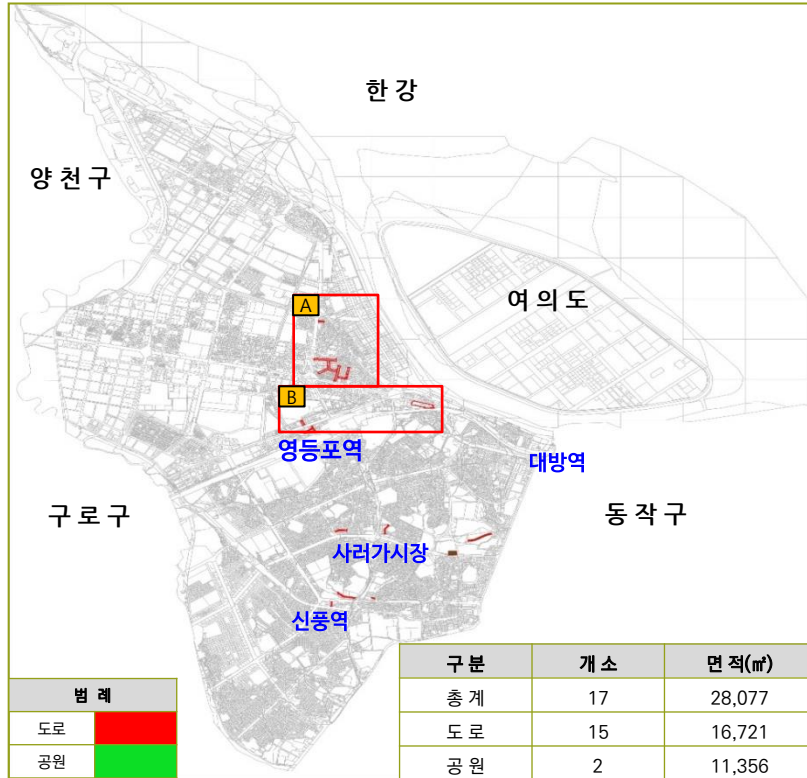 한 강
양 천 구
여 의 도
A
B
영등포역
대방역
구 로 구
동 작 구
사러가시장
신풍역
구 분 개 소 면 적(㎡)
총 계 17 28,077
도 로 15 16,721
공 원 2 11,356
범 례
도로
공원